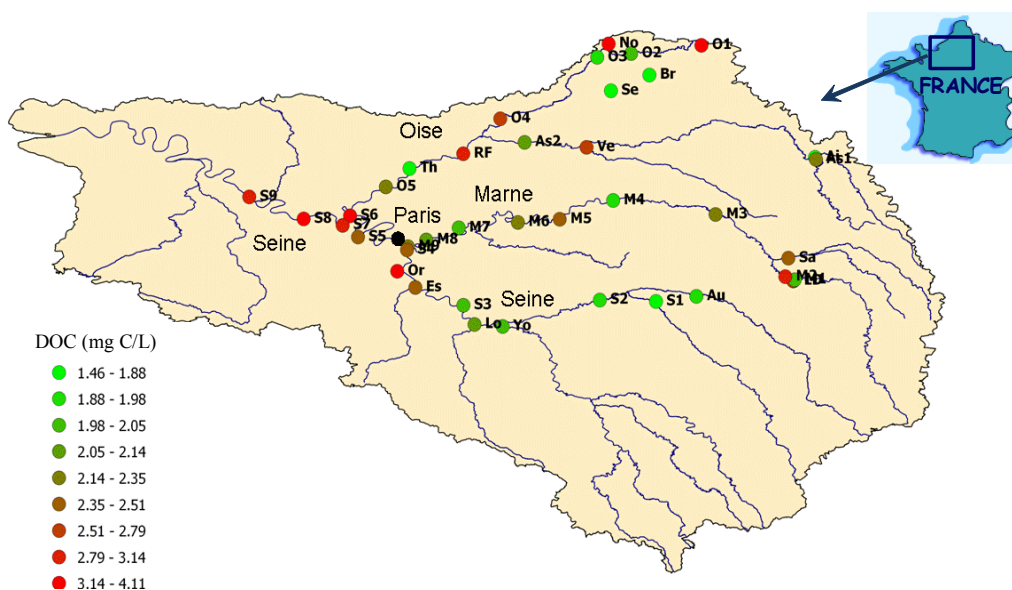 No
O2
O1
O3
Br
Se
FRANCE
O4
Oise
As2
Ve
RF
Th
As1
O5
Marne
S9
S6
S8
S7
Paris
M4
M3
M5
M6
M7
S5
M8
S4
Seine
Sa
Or
M2
Es
Seine
S3
S2
S1
Au
Lo
Yo
DOC (mg C/L)
1.46 - 1.88
1.88 - 1.98
1.98 - 2.05
2.05 - 2.14
2.14 - 2.35
2.35 - 2.51
2.51 - 2.79
2.79 - 3.14
3.14 - 4.11